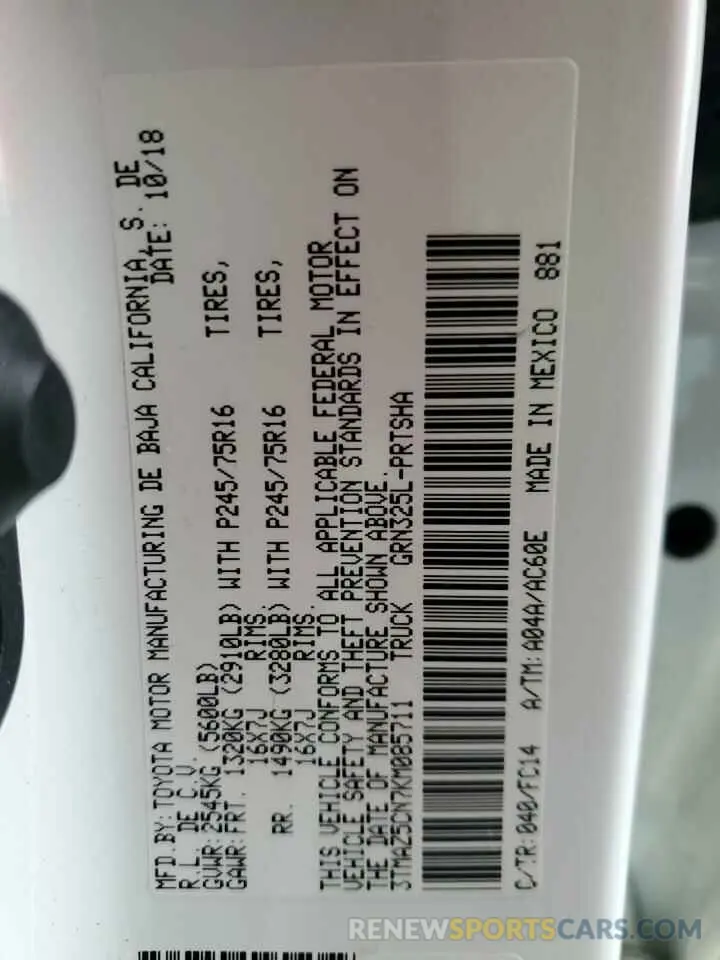 MFD.BY:TOYOTA MOTOR MANUFACTURING DE BAJA CALIFORNIA, S. DE
R.L. DE C.V. DATE: 10/18
GVWR:2545KG (5600LB)
GAWR:FRT. 1320KG (2910LB) WITH P245/75R16 TIRES,
16X7J RIMS.
RR. 1490KG (3280LB) WITH P245/75R16 TIRES,
16X7J RIMS.
THIS VEHICLE CONFORMS TO ALL APPLICABLE FEDERAL MOTOR
VEHICLE SAFETY AND THEFT PREVENTION STANDARDS IN EFFECT ON
THE DATE OF MANUFACTURE SHOWN ABOVE.
3TMAZ5CN7KM085711 TRUCK GRN325L-PRTSHA
C/TR:040/FC14 A/TM:A04A/AC60E MADE IN MEXICO 881
RENEWSPORTSCARS.COM